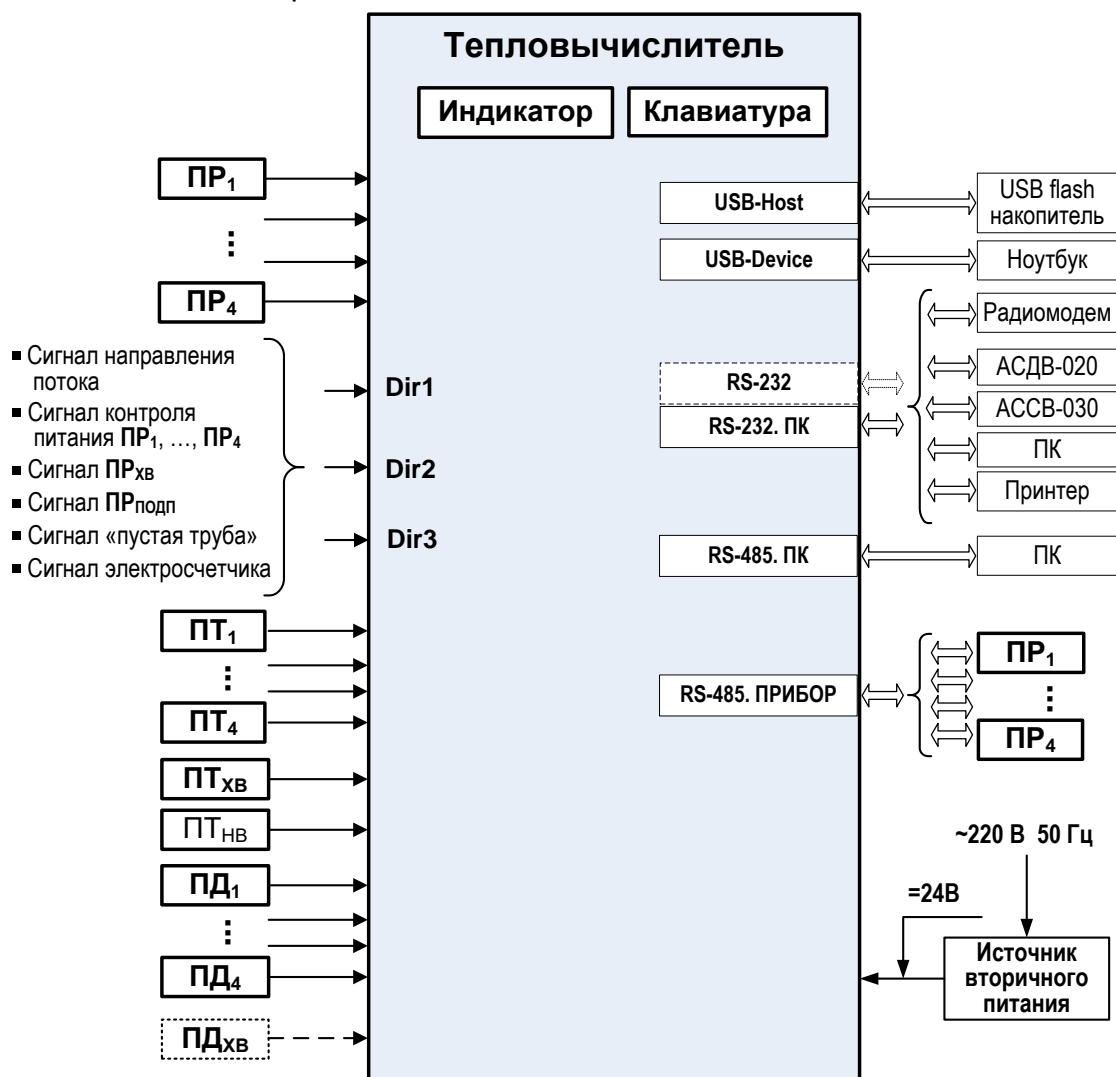 Тепловычислитель
Индикатор
Клавиатура
ПР1
ПР4
▪ Сигнал направления
потока
▪ Сигнал контроля
питания ПР1, …, ПР4
▪ Сигнал ПРХВ
▪ Сигнал ПРПОДП
▪ Сигнал «пустая труба»
▪ Сигнал электросчетчика
Dir1
Dir2
Dir3
ПТ1
ПТ4
ПТХВ
ПТНВ
ПД1
ПД4
ПДХВ
USB-Host
USB-Device
RS-232
RS-232. ПК
RS-485. ПК
RS-485. ПРИБОР
USB flash
накопитель
Ноутбук
Радиомодем
АСДВ-020
АССВ-030
ПК
Принтер
ПК
ПР1
ПР4
~220 В 50 Гц
=24В
Источник
вторичного
питания